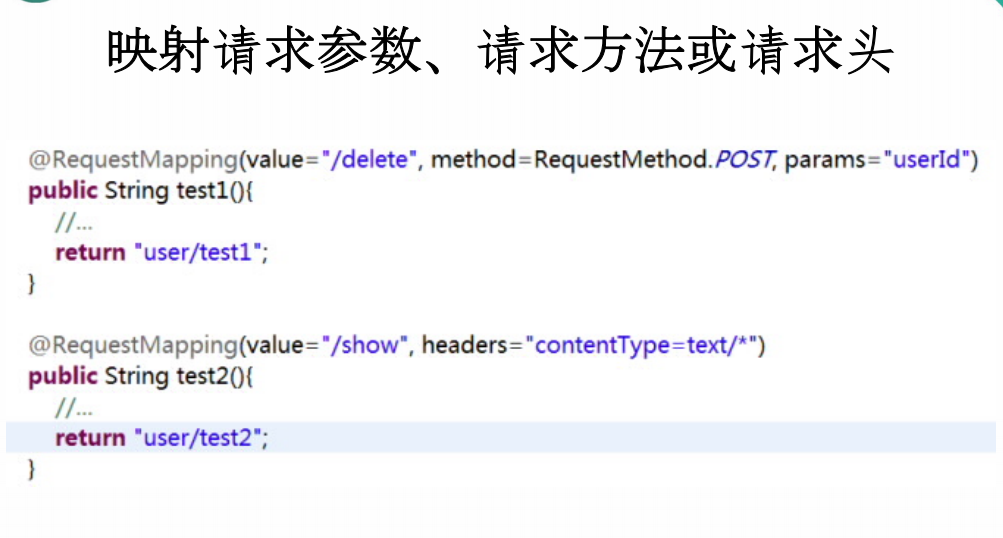 映射请求参数、请求方法或请求头
@RequestMapping(value="/delete", method=RequestMethod.POST, params="userId")
public String test1(){
//...
return "user/test1";
}
@RequestMapping(value="/show", headers="contentType=text/*")
public String test2(){
//...
return "user/test2";
}